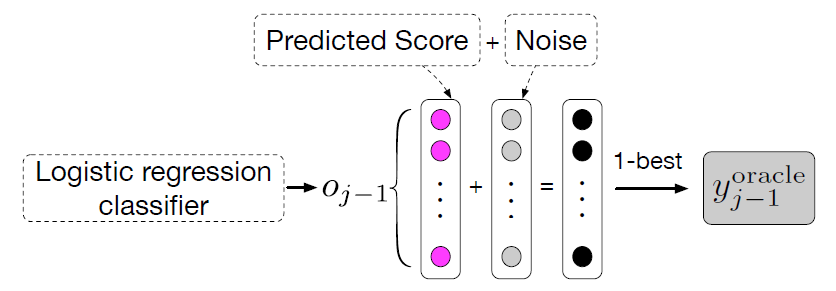 Predicted Score + Noise
Logistic regression
classifier
o_{j-1}
+
=
1-best
y_{j-1}^{oracle}